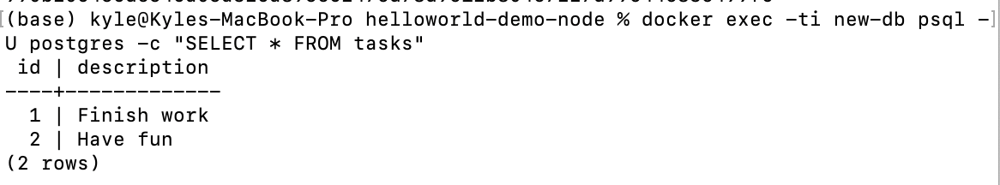 (base) kyle@Kyles-MacBook-Pro helloworld-demo-node % docker exec -ti new-db psql -
U postgres -c "SELECT * FROM tasks"
 id | description
----+-------------
  1 | Finish work
  2 | Have fun
(2 rows)